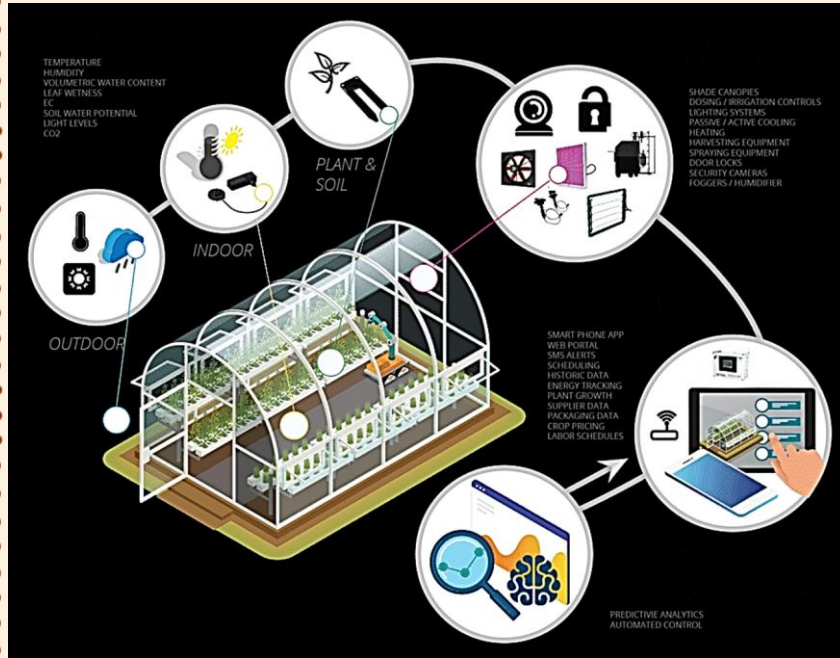 TEMPERATURE
HUMIDITY
VOLUMETRIC WATER CONTENT
LEAF WETNESS
EC
SOIL WATER POTENTIAL
LIGHT LEVELS
CO2
OUTDOOR
INDOOR
PLANT &
SOIL
SHADE CANOPIES
DOSING / IRRIGATION CONTROLS
LIGHTING SYSTEMS
PASSIVE / ACTIVE COOLING
HEATING
HARVESTING EQUIPMENT
SPRAYING EQUIPMENT
DOOR LOCKS
SECURITY CAMERAS
FOGGERS / HUMIDIFIER
SMART PHONE APP
WEB PORTAL
SMS ALERTS
SCHEDULING
HISTORIC DATA
ENERGY TRACKING
PLANT GROWTH
SUPPLIER DATA
PACKAGING DATA
CROP PRICING
LABOR SCHEDULES
PREDICTIVIE ANALYTICS
AUTOMATED CONTROL